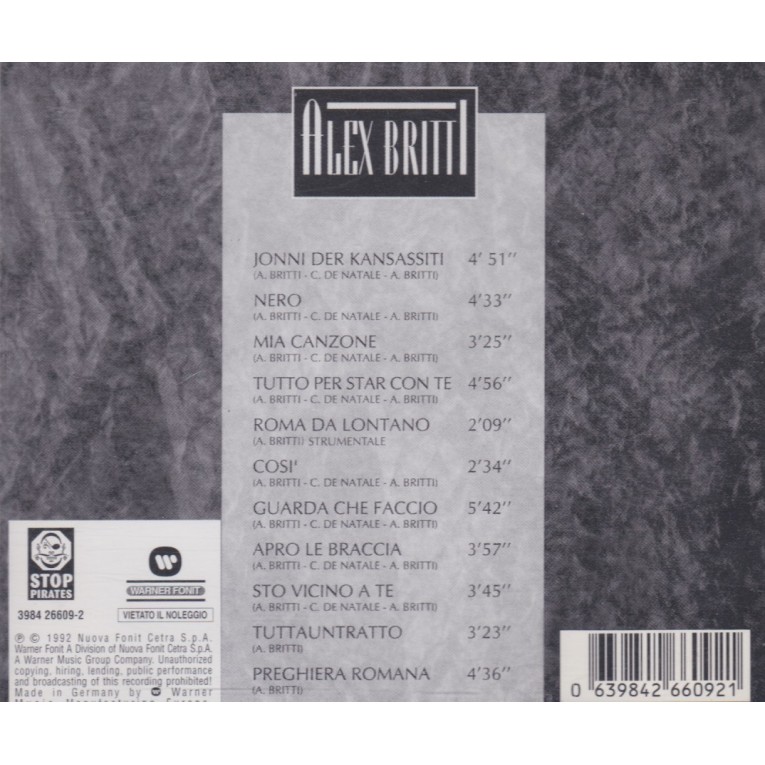 ALEX BRITTI
JONNI DER KANSASSITI 4' 51''
(A. BRITTI - C. DE NATALE - A. BRITTI)
NERO 4'33''
(A. BRITTI - C. DE NATALE - A. BRITTI)
MIA CANZONE 3'25''
(A. BRITTI - C. DE NATALE - A. BRITTI)
TUTTO PER STAR CON TE 4'56''
(A. BRITTI - C. DE NATALE - A. BRITTI)
ROMA DA LONTANO 2'09''
(A. BRITTI) STRUMENTALE
COSI' 2'34''
(A. BRITTI - C. DE NATALE - A. BRITTI)
GUARDA CHE FACCIO 5'42''
(A. BRITTI - C. DE NATALE - A. BRITTI)
APRO LE BRACCIA 3'57''
(A. BRITTI - C. DE NATALE - A. BRITTI)
STO VICINO A TE 3'45''
(A. BRITTI - C. DE NATALE - A. BRITTI)
TUTTAUNTRATTO 3'23''
(A. BRITTI)
PREGHIERA ROMANA 4'36''
(A. BRITTI)
STOP
PIRATES
WARNER FONIT
3984 26609-2
VIETATO IL NOLEGGIO
℗ © 1992 Nuova Fonit Cetra S.p.A.
Warner Fonit A Division of Nuova Fonit Cetra S.p.A.
A Warner Music Group Company. Unauthorized
copying, hiring, lending, public performance
and broadcasting of this recording prohibited!
Made in Germany by Warner
Music Manufacturing Europe.
0 639842 660921